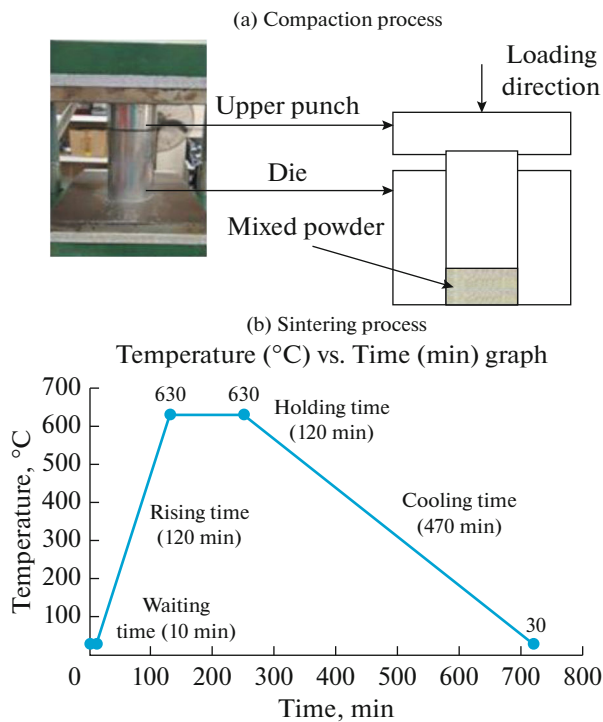 (a) Compaction process
Loading
direction
Upper punch
Die
Mixed powder
(b) Sintering process
Temperature (°C) vs. Time (min) graph
700
600
500
400
300
200
100
630
630
Holding time
(120 min)
Rising time
(120 min)
Cooling time
(470 min)
Waiting
time (10 min)
30
Temperature, °C
0
100
200
300
400
500
600
700
800
Time, min